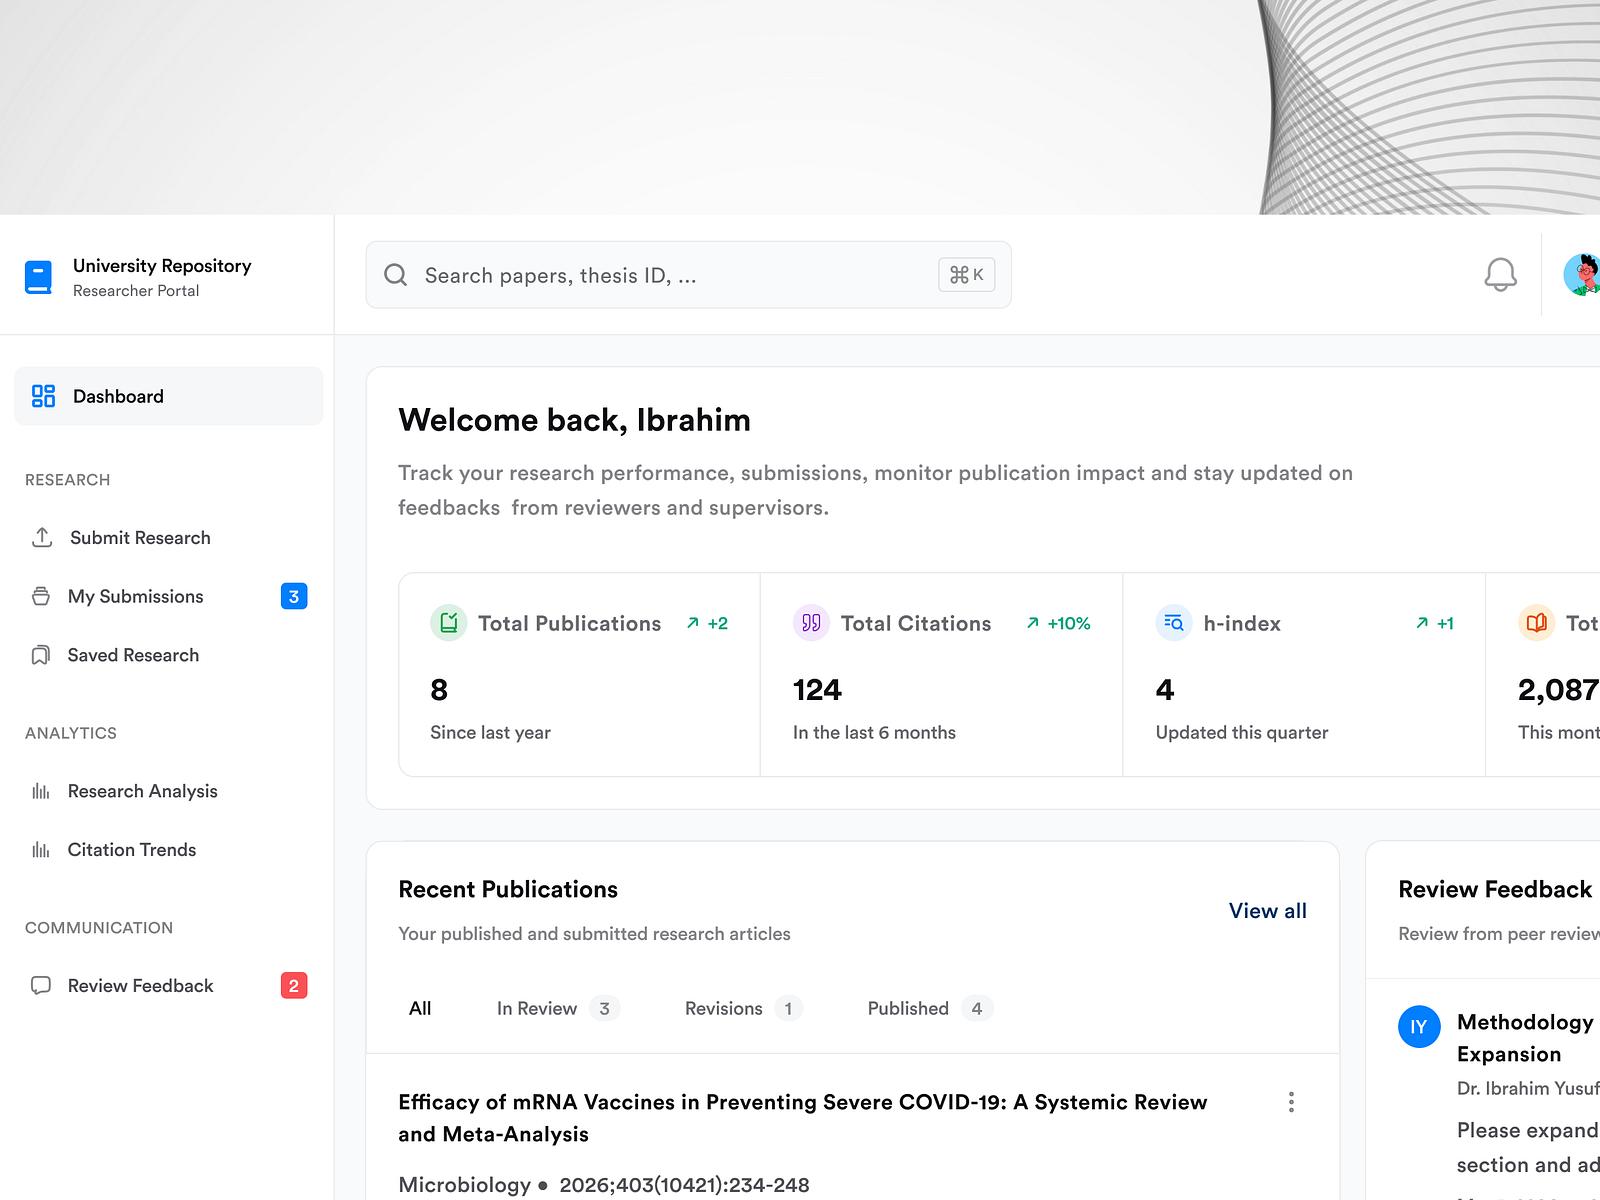 University Repository
Researcher Portal
Search papers, thesis ID, ...
⌘ K
Dashboard
RESEARCH
Submit Research
My Submissions 3
Saved Research
ANALYTICS
Research Analysis
Citation Trends
COMMUNICATION
Review Feedback 2
Welcome back, Ibrahim
Track your research performance, submissions, monitor publication impact and stay updated on
feedbacks from reviewers and supervisors.
Total Publications +2
8
Since last year
Total Citations +10%
124
In the last 6 months
h-index +1
4
Updated this quarter
2,087
This
Recent Publications
View all
Your published and submitted research articles
All In Review 3 Revisions 1 Published 4
Efficacy of mRNA Vaccines in Preventing Severe COVID-19: A Systemic Review
and Meta-Analysis
Microbiology • 2026;403(10421):234-248
Review Feedback
Review from peer
IY
Methodology
Expansion
Dr. Ibrahim Yusuf
Please expand
section and